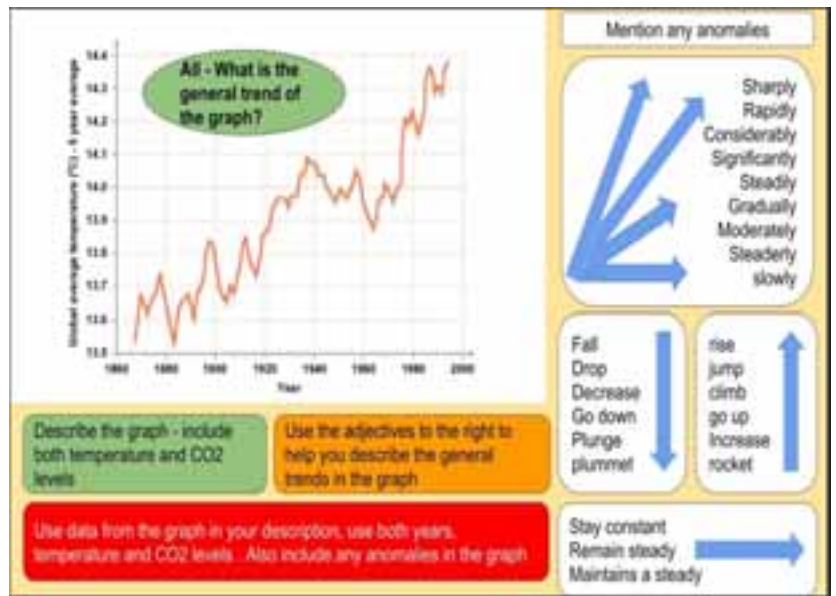 Mention any anomalies
All - What is the
general trend of
the graph?
Global average temperature (°C) - 5 year average
14.4
14.3
14.2
14.1
14.0
13.9
13.8
13.7
13.6
13.5
1860
1880
1900
1920
1940
1960
1980
2000
Year
Sharply
Rapidly
Considerably
Significantly
Steadily
Gradually
Moderately
Steaderly
slowly
Fall
Drop
Decrease
Go down
Plunge
plummet
rise
jump
climb
go up
Increase
rocket
Describe the graph - include
both temperature and CO2
levels
Use the adjectives to the right to
help you describe the general
trends in the graph
Use data from the graph in your description, use both years,
temperature and CO2 levels . Also include any anomalies in the graph
Stay constant
Remain steady
Maintains a steady